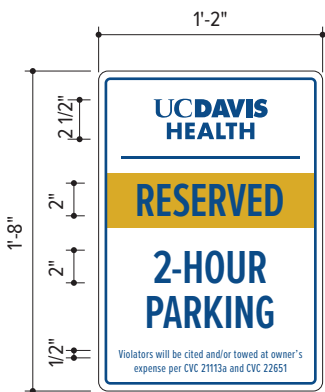 1'-2"
2 1/2"
UCDAVIS
HEALTH
2"
RESERVED
1'-8"
2"
2-HOUR
PARKING
1/2"
Violators will be cited and/or towed at owner's
expense per CVC 21113a and CVC 22651